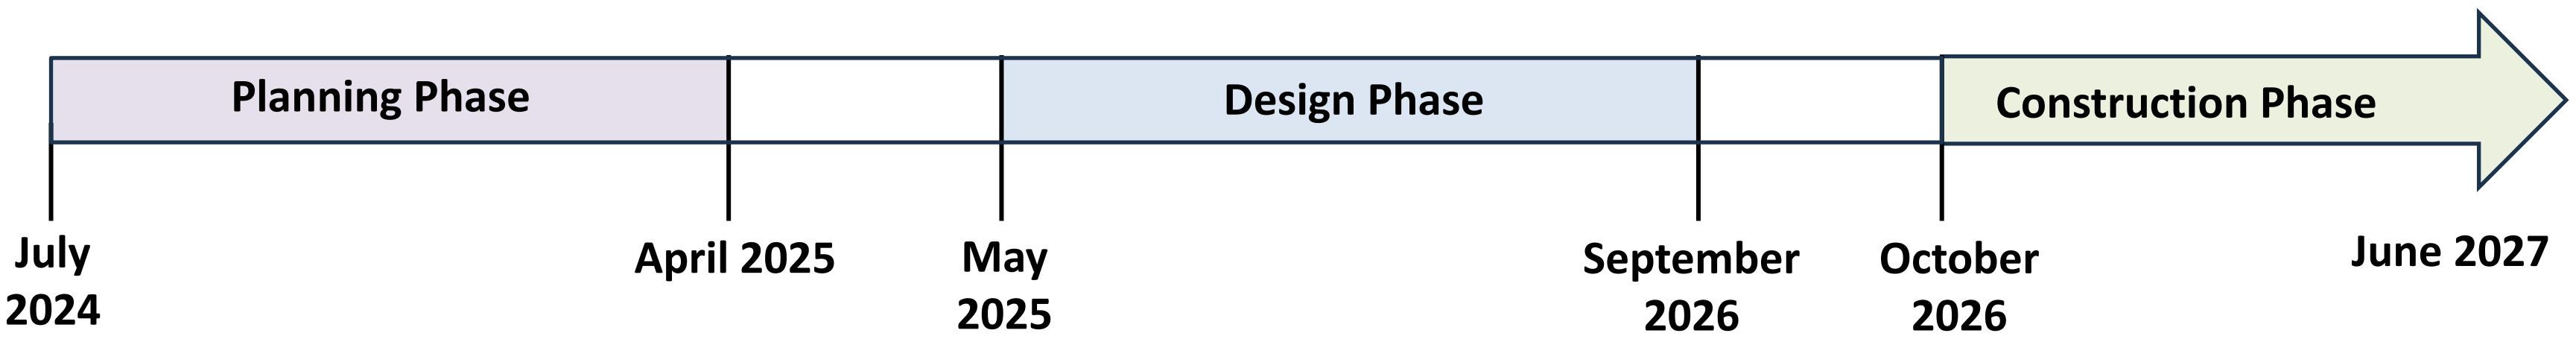 Planning Phase
Design Phase
Construction Phase
July
2024
April 2025
May
2025
September
2026
October
2026
June 2027